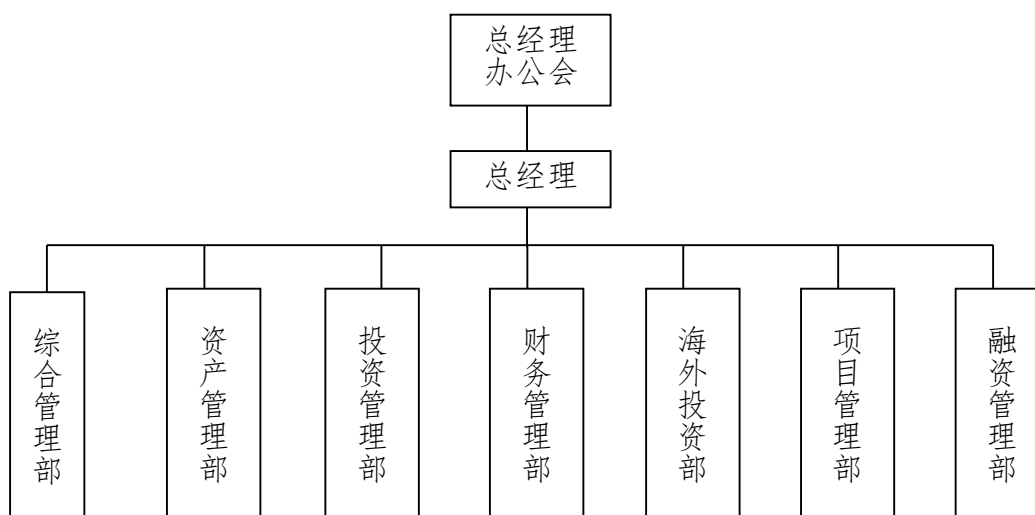 总经理
办公会
总经理
综合管理部
资产管理部
投资管理部
财务管理部
海外投资部
项目管理部
融资管理部